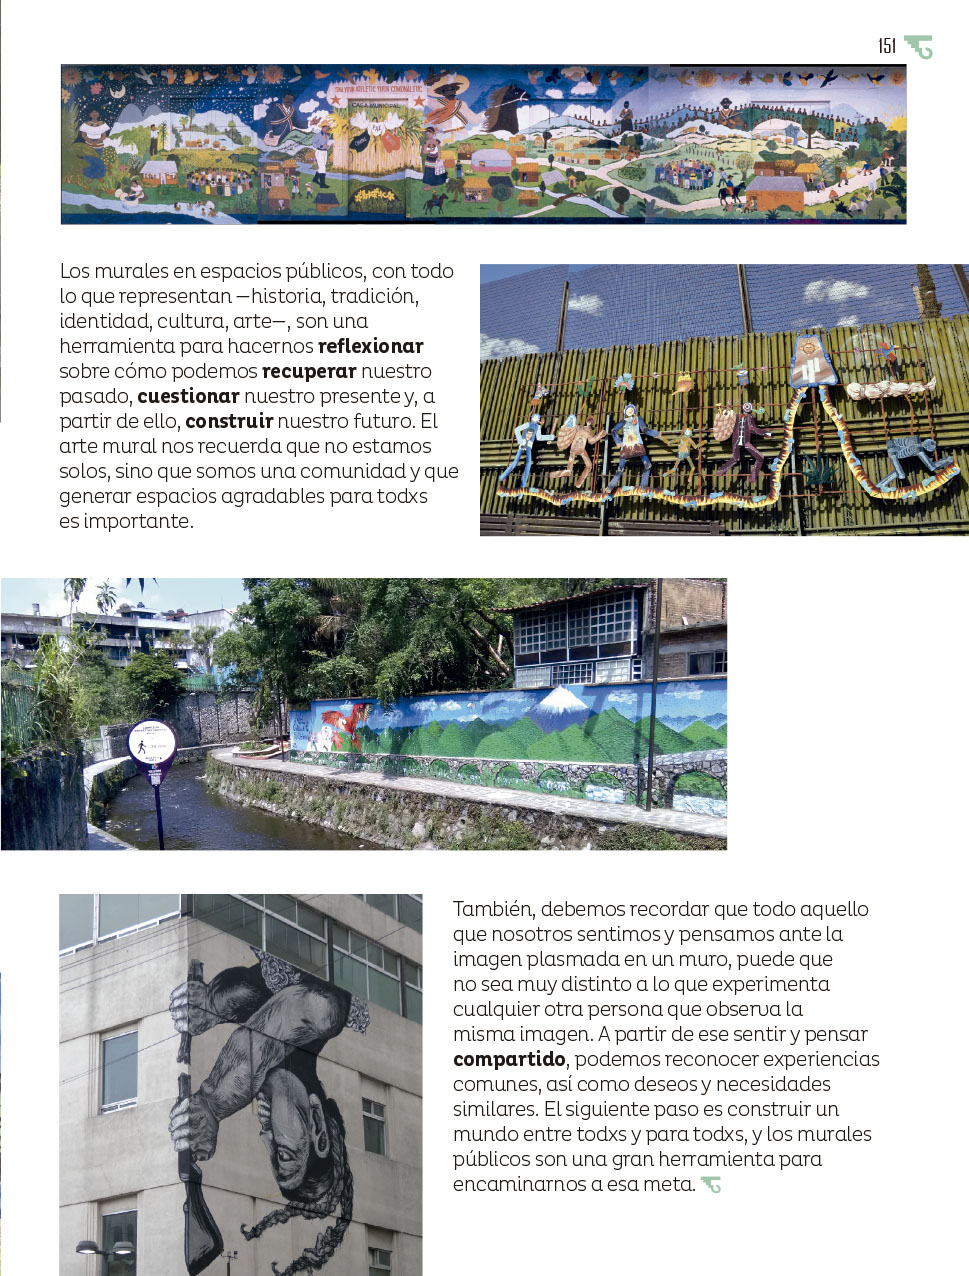 151
CASA MUNICIPAL
Los murales en espacios públicos, con todo
lo que representan —historia, tradición,
identidad, cultura, arte—, son una
herramienta para hacernos reflexionar
sobre cómo podemos recuperar nuestro
pasado, cuestionar nuestro presente y, a
partir de ello, construir nuestro futuro. El
arte mural nos recuerda que no estamos
solos, sino que somos una comunidad y que
generar espacios agradables para todxs
es importante.
También, debemos recordar que todo aquello
que nosotros sentimos y pensamos ante la
imagen plasmada en un muro, puede que
no sea muy distinto a lo que experimenta
cualquier otra persona que observa la
misma imagen. A partir de ese sentir y pensar
compartido, podemos reconocer experiencias
comunes, así como deseos y necesidades
similares. El siguiente paso es construir un
mundo entre todxs y para todxs, y los murales
públicos son una gran herramienta para
encaminarnos a esa meta.